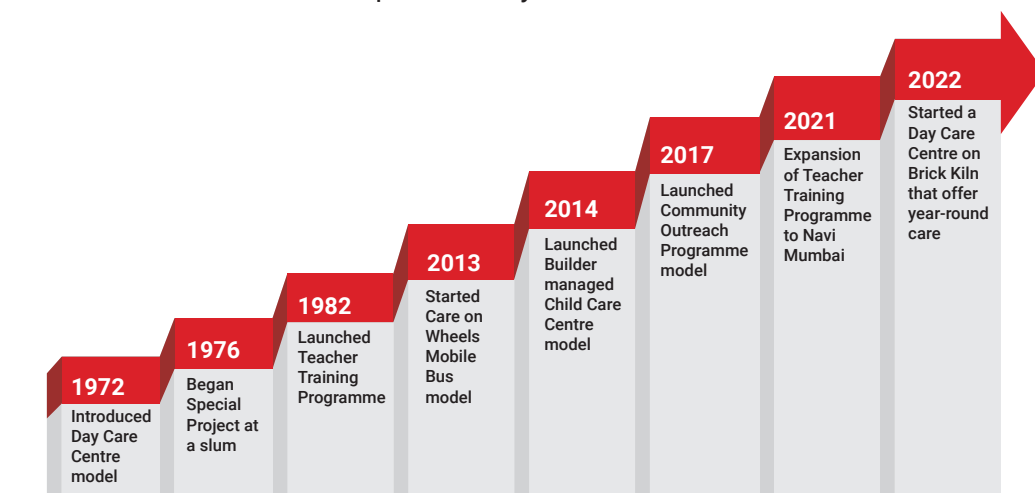 1972
Introduced
Day Care
Centre
model
1976
Began
Special
Project at
a slum
1982
Launched
Teacher
Training
Programme
2013
Started
Care on
Wheels
Mobile
Bus
model
2014
Launched
Builder
managed
Child Care
Centre
model
2017
Launched
Community
Outreach
Programme
model
2021
Expansion
of Teacher
Training
Programme
to Navi
Mumbai
2022
Started a
Day Care
Centre on
Brick Kiln
that offer
year-round
care